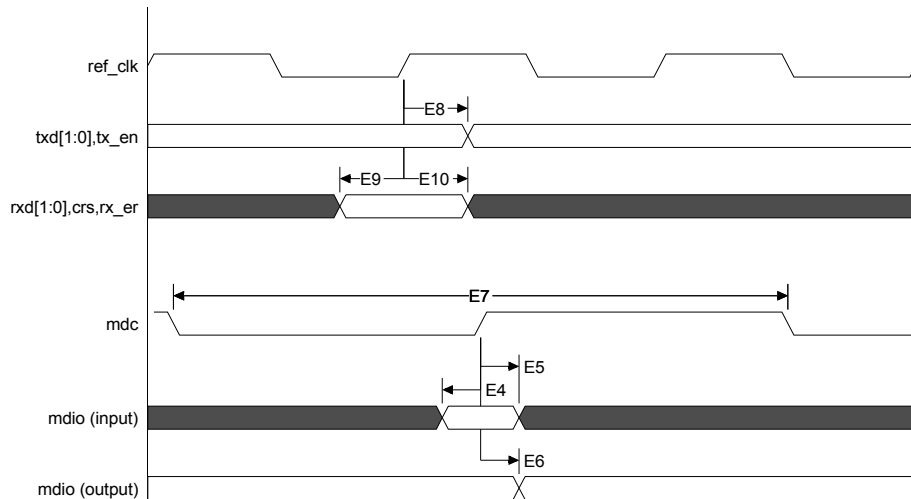 ref_clk
E8
txd[1:0],tx_en
E9 E10
rxd[1:0],crs,rx_er
E7
mdc
E5
E4
mdio (input)
E6
mdio (output)